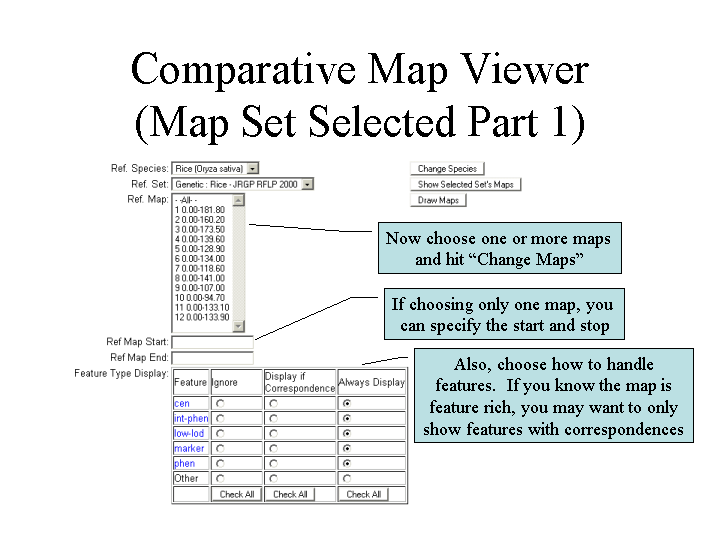 Comparative Map Viewer
(Map Set Selected Part 1)
Ref. Species: Rice (Oryza sativa)
Change Species
Ref. Set: Genetic : Rice - JRGP RFLP 2000
Show Selected Set's Maps
Ref. Map:
Draw Maps
- -All- -
1 0.00-181.80
2 0.00-160.20
3 0.00-173.50
4 0.00-139.60
5 0.00-128.90
6 0.00-134.00
7 0.00-118.60
8 0.00-141.00
9 0.00-107.00
10 0.00-94.70
11 0.00-133.10
12 0.00-133.90
Now choose one or more maps
and hit “Change Maps”
If choosing only one map, you
can specify the start and stop
Ref Map Start:
Ref Map End:
Also, choose how to handle
features. If you know the map is
feature rich, you may want to only
show features with correspondences
Feature Type Display:
Feature Ignore Display if Correspondence Always Display
cen
int-phen
low-lod
marker
phen
Other
Check All Check All Check All